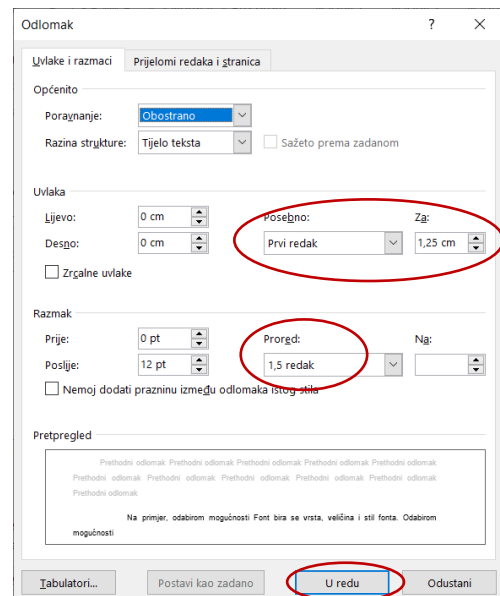 Odlomak ? ×
Uvlake i razmaci Prijelomi redaka i stranica
Općenito
Poravnanje: Obostrano
Razina strukture: Tijelo teksta Sažeto prema zadanom
Uvlaka
Lijevo: 0 cm Posebno: Za:
Desno: 0 cm Prvi redak 1,25 cm
Zrcalne uvlake
Razmak
Prije: 0 pt Prored: Na:
Poslije: 12 pt 1,5 redak
Nemoj dodati prazninu između odlomaka istog stila
Pretpregled
Prethodni odlomak Prethodni odlomak Prethodni odlomak Prethodni odlomak Prethodni odlomak
Prethodni odlomak Prethodni odlomak Prethodni odlomak Prethodni odlomak Prethodni odlomak
Prethodni odlomak
Na primjer, odabirom mogućnosti Font bira se vrsta, veličina i stil fonta. Odabirom
mogućnosti
Tabulatori... Postavi kao zadano U redu Odustani